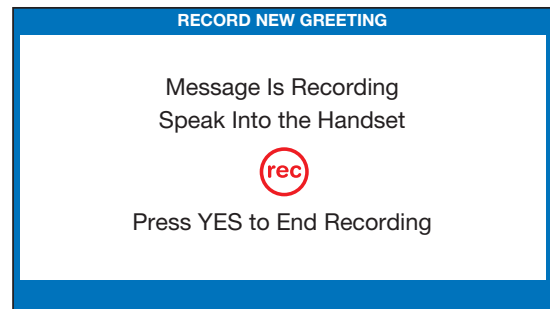 RECORD NEW GREETING
Message Is Recording
Speak Into the Handset
rec
Press YES to End Recording